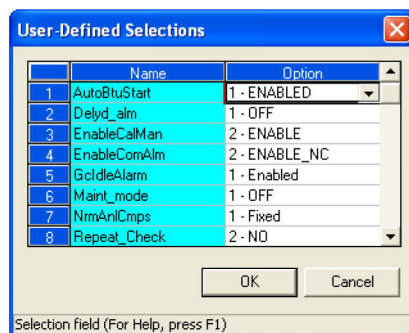 User-Defined Selections
Name Option
1 AutoBtuStart 1 - ENABLED
2 Delyd_alm 1 - OFF
3 EnableCalMan 2 - ENABLE
4 EnableComAlm 2 - ENABLE_NC
5 GcIdleAlarm 1 - Enabled
6 Maint_mode 1 - OFF
7 NrmAnlCmps 1 - Fixed
8 Repeat_Check 2 - NO
OK Cancel
Selection field (For Help, press F1)